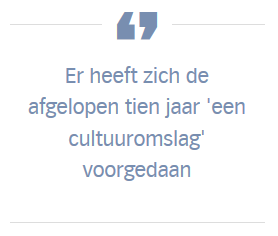 Er heeft zich de
afgelopen tien jaar 'een
cultuuromslag'
voorgedaan